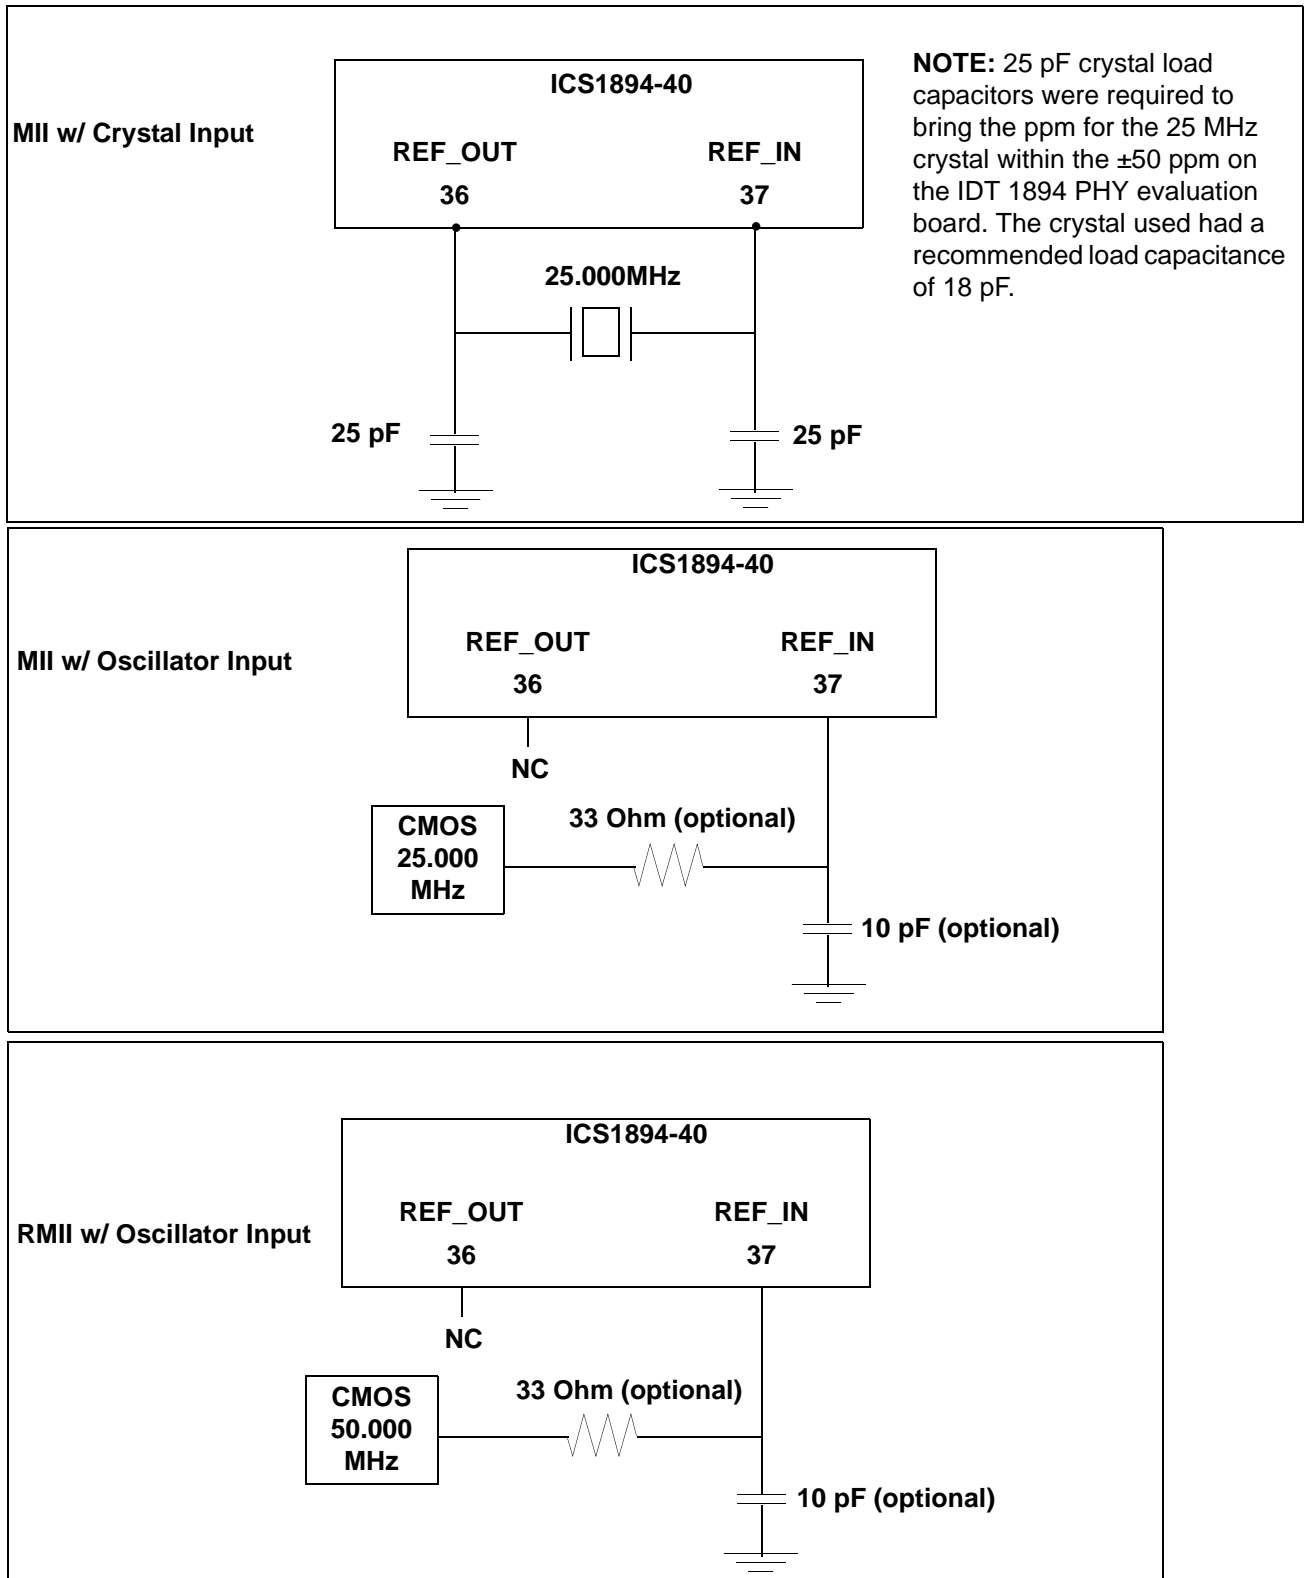 ICS1894-40
MII w/ Crystal Input
REF_OUT
REF_IN
36
37
25.000MHz
25 pF
25 pF
NOTE: 25 pF crystal load
capacitors were required to
bring the ppm for the 25 MHz
crystal within the ±50 ppm on
the IDT 1894 PHY evaluation
board. The crystal used had a
recommended load capacitance
of 18 pF.
ICS1894-40
MII w/ Oscillator Input
REF_OUT
REF_IN
36
37
NC
CMOS
25.000
MHz
33 Ohm (optional)
10 pF (optional)
ICS1894-40
RMII w/ Oscillator Input
REF_OUT
REF_IN
36
37
NC
CMOS
50.000
MHz
33 Ohm (optional)
10 pF (optional)